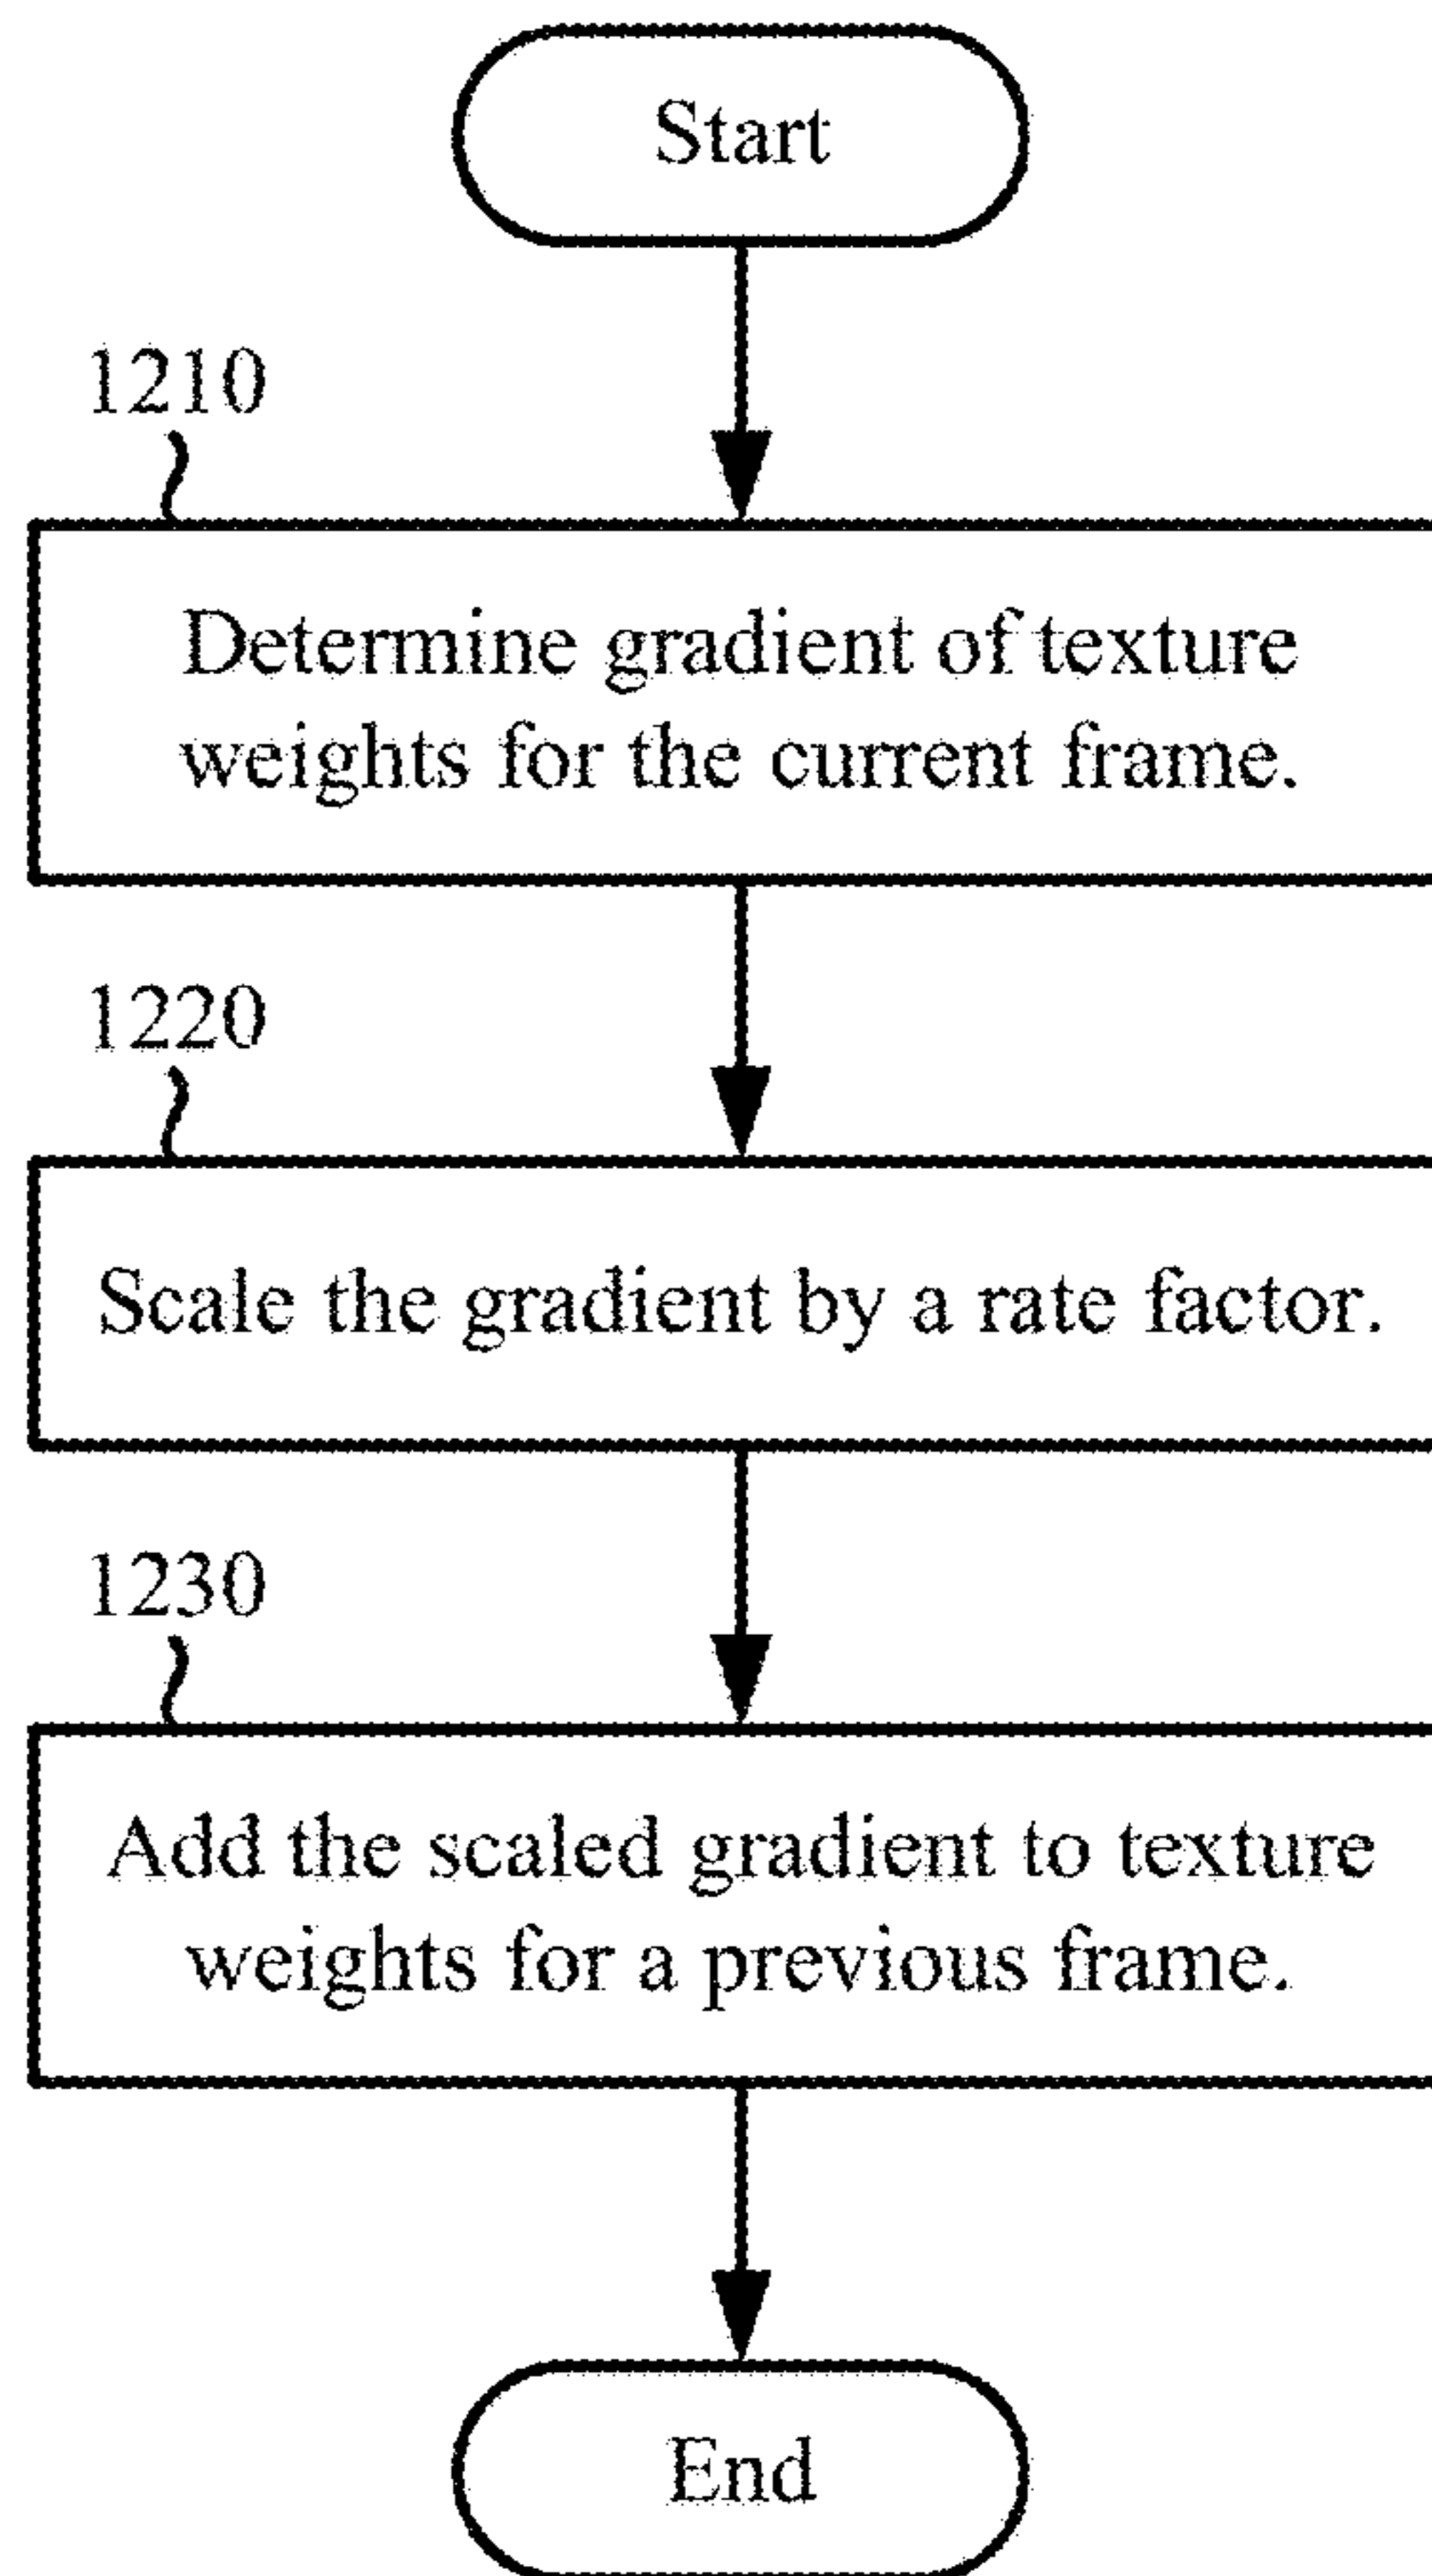 Start
1210
Determine gradient of texture
weights for the current frame.
1220
Scale the gradient by a rate factor.
1230
Add the scaled gradient to texture
weights for a previous frame.
End